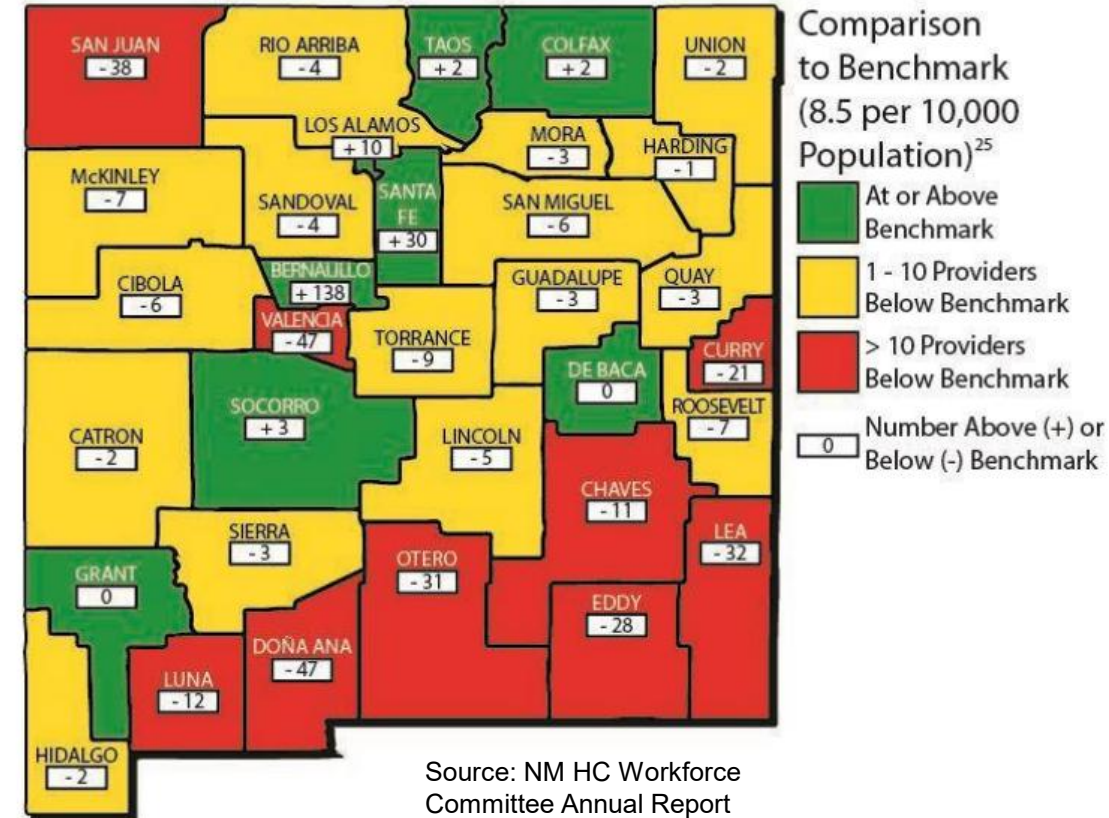 SAN JUAN
- 38
RIO ARRIBA
- 4
TAOS
+ 2
COLFAX
+ 2
UNION
- 2
LOS ALAMOS
+ 10
MORA
- 3
HARDING
- 1
McKINLEY
- 7
SANDOVAL
- 4
SANTA
FE
+ 30
SAN MIGUEL
- 6
CIBOLA
- 6
BERNALILLO
+ 138
VALENCIA
- 47
TORRANCE
- 9
GUADALUPE
- 3
QUAY
- 3
CURRY
- 21
DE BACA
0
ROOSEVELT
- 7
SOCORRO
+ 3
CATRON
- 2
LINCOLN
- 5
CHAVES
- 11
LEA
- 32
SIERRA
- 3
OTERO
- 31
EDDY
- 28
GRANT
0
DOÑA ANA
- 47
LUNA
- 12
HIDALGO
- 2
Comparison
to Benchmark
(8.5 per 10,000
Population)25
At or Above
Benchmark
1 - 10 Providers
Below Benchmark
> 10 Providers
Below Benchmark
0
Number Above (+) or
Below (-) Benchmark
Source: NM HC Workforce
Committee Annual Report